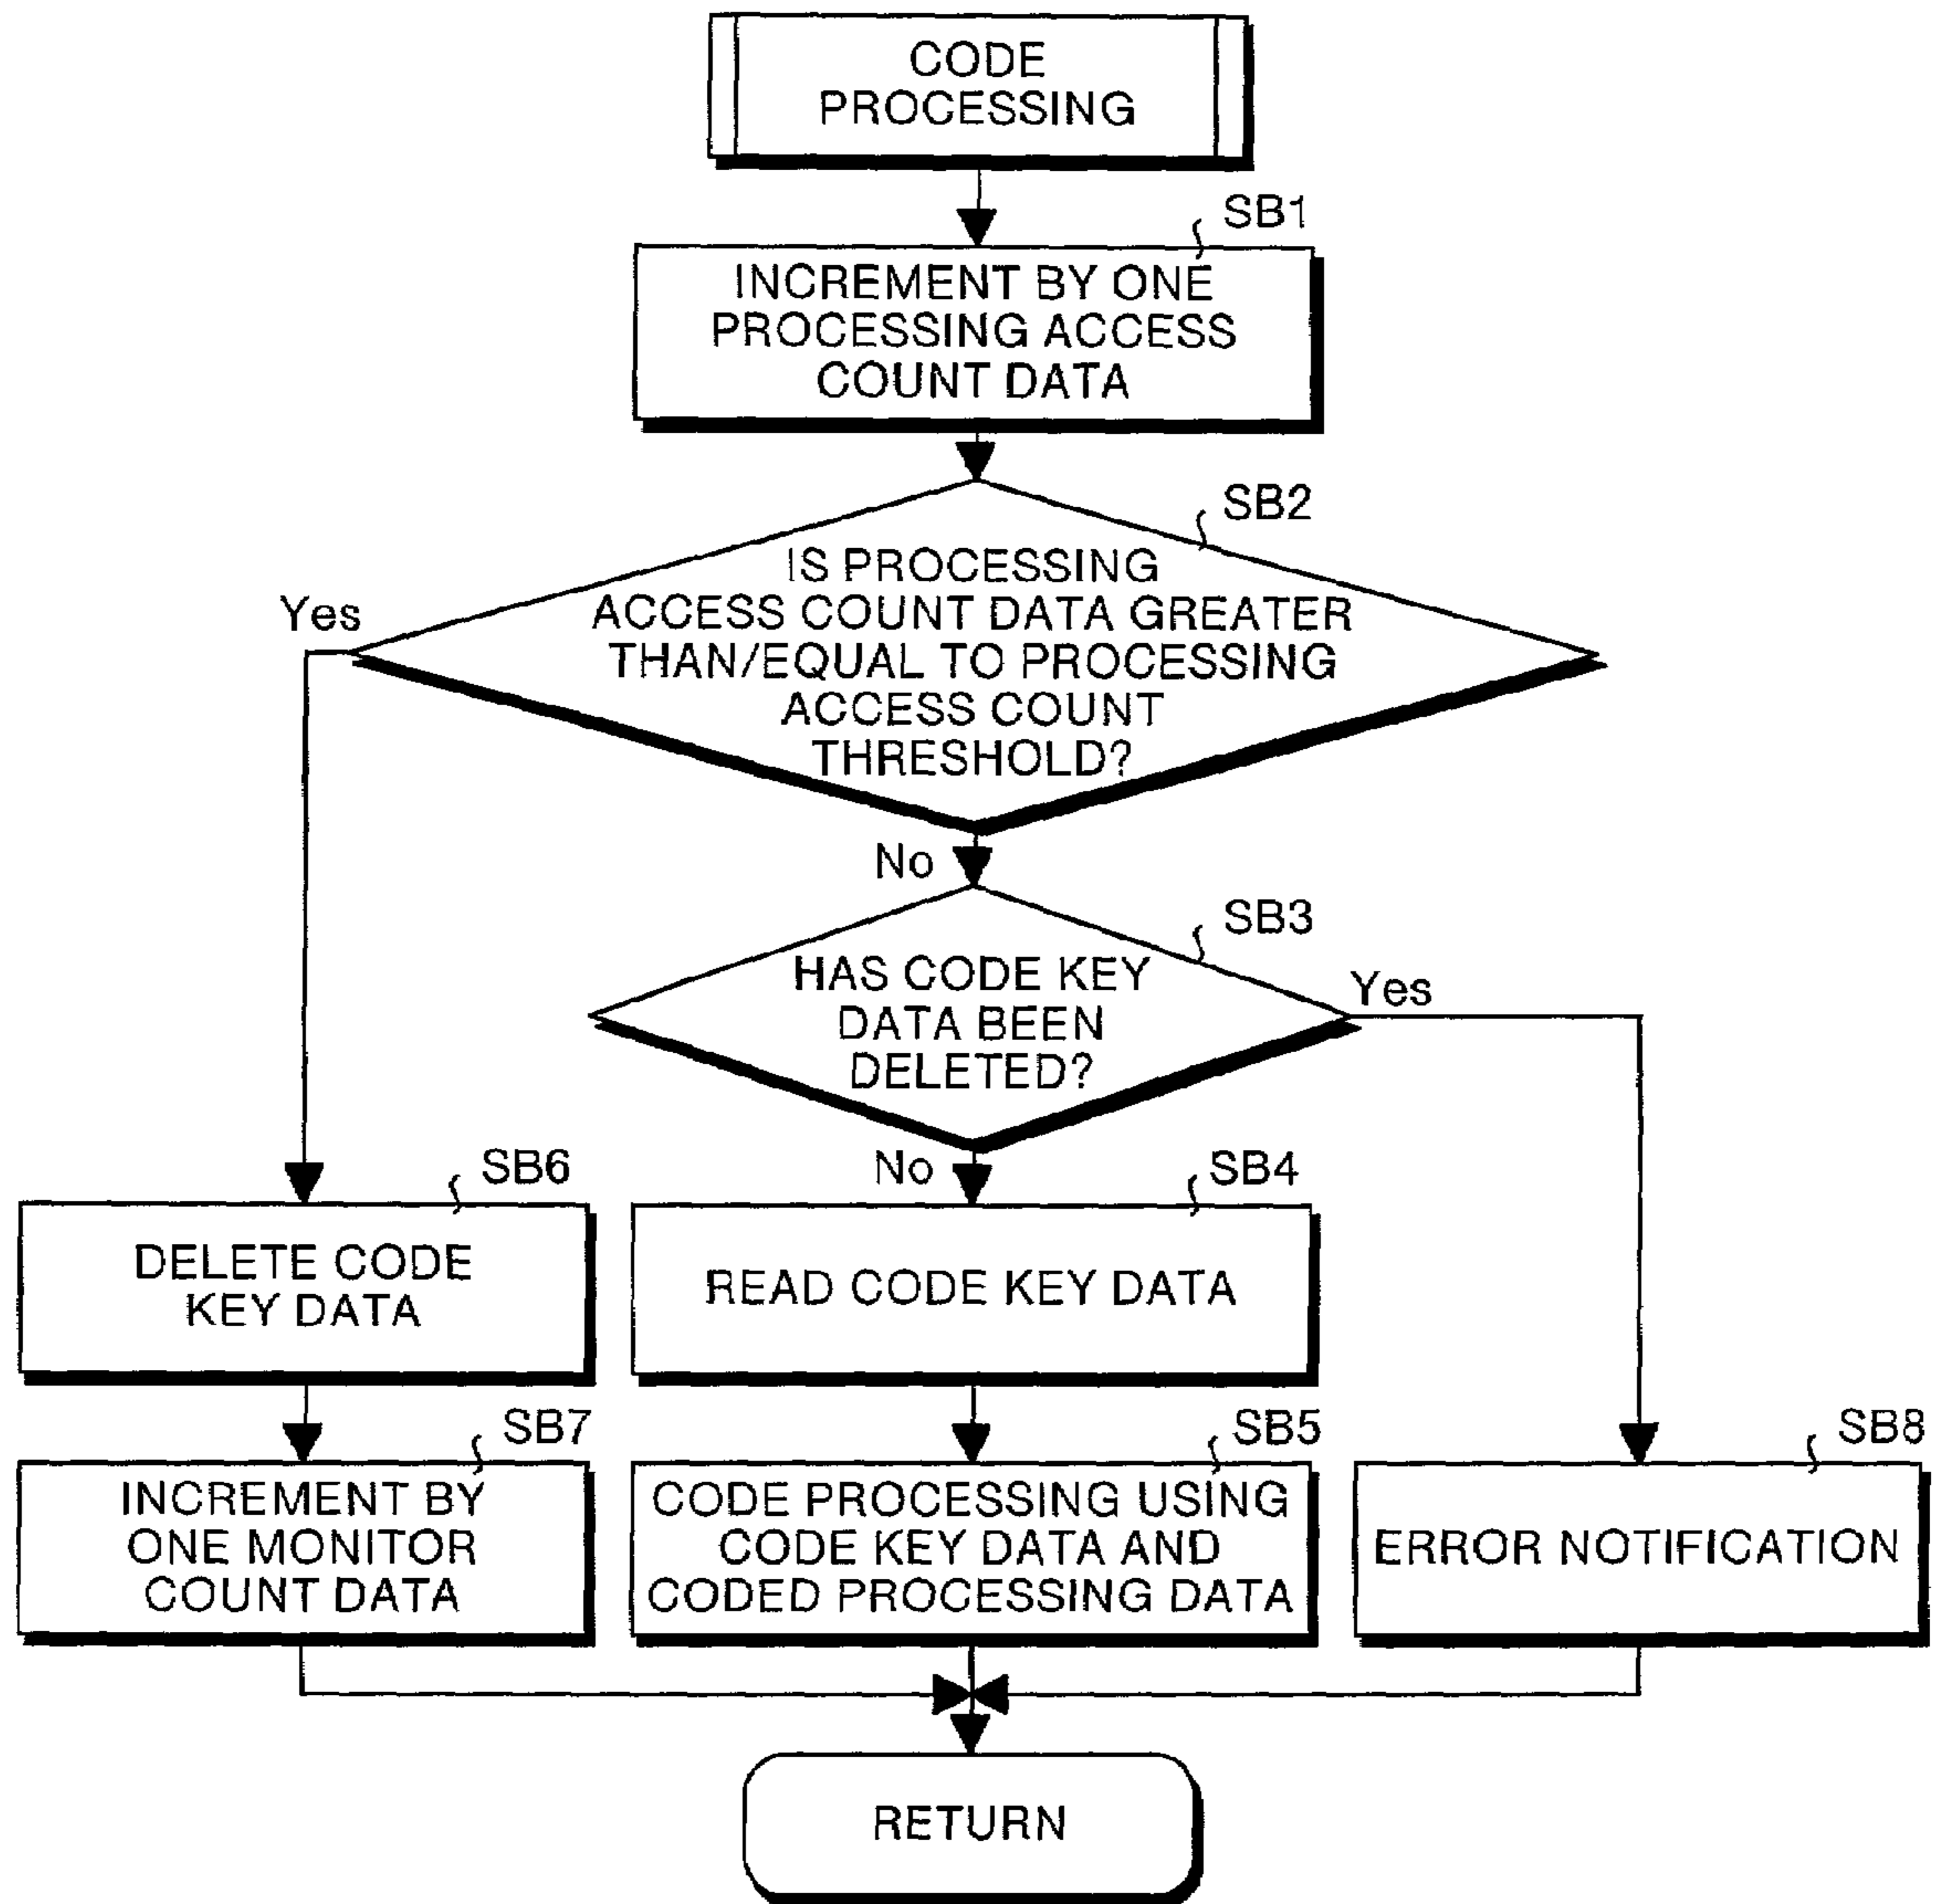 CODE
PROCESSING
SB1
INCREMENT BY ONE
PROCESSING ACCESS
COUNT DATA
SB2
IS PROCESSING
ACCESS COUNT DATA GREATER
THAN/EQUAL TO PROCESSING
ACCESS COUNT
THRESHOLD?
Yes
No
SB3
HAS CODE KEY
DATA BEEN
DELETED?
Yes
No
SB6
DELETE CODE
KEY DATA
SB4
READ CODE KEY DATA
SB7
INCREMENT BY
ONE MONITOR
COUNT DATA
SB5
CODE PROCESSING USING
CODE KEY DATA AND
CODED PROCESSING DATA
SB8
ERROR NOTIFICATION
RETURN